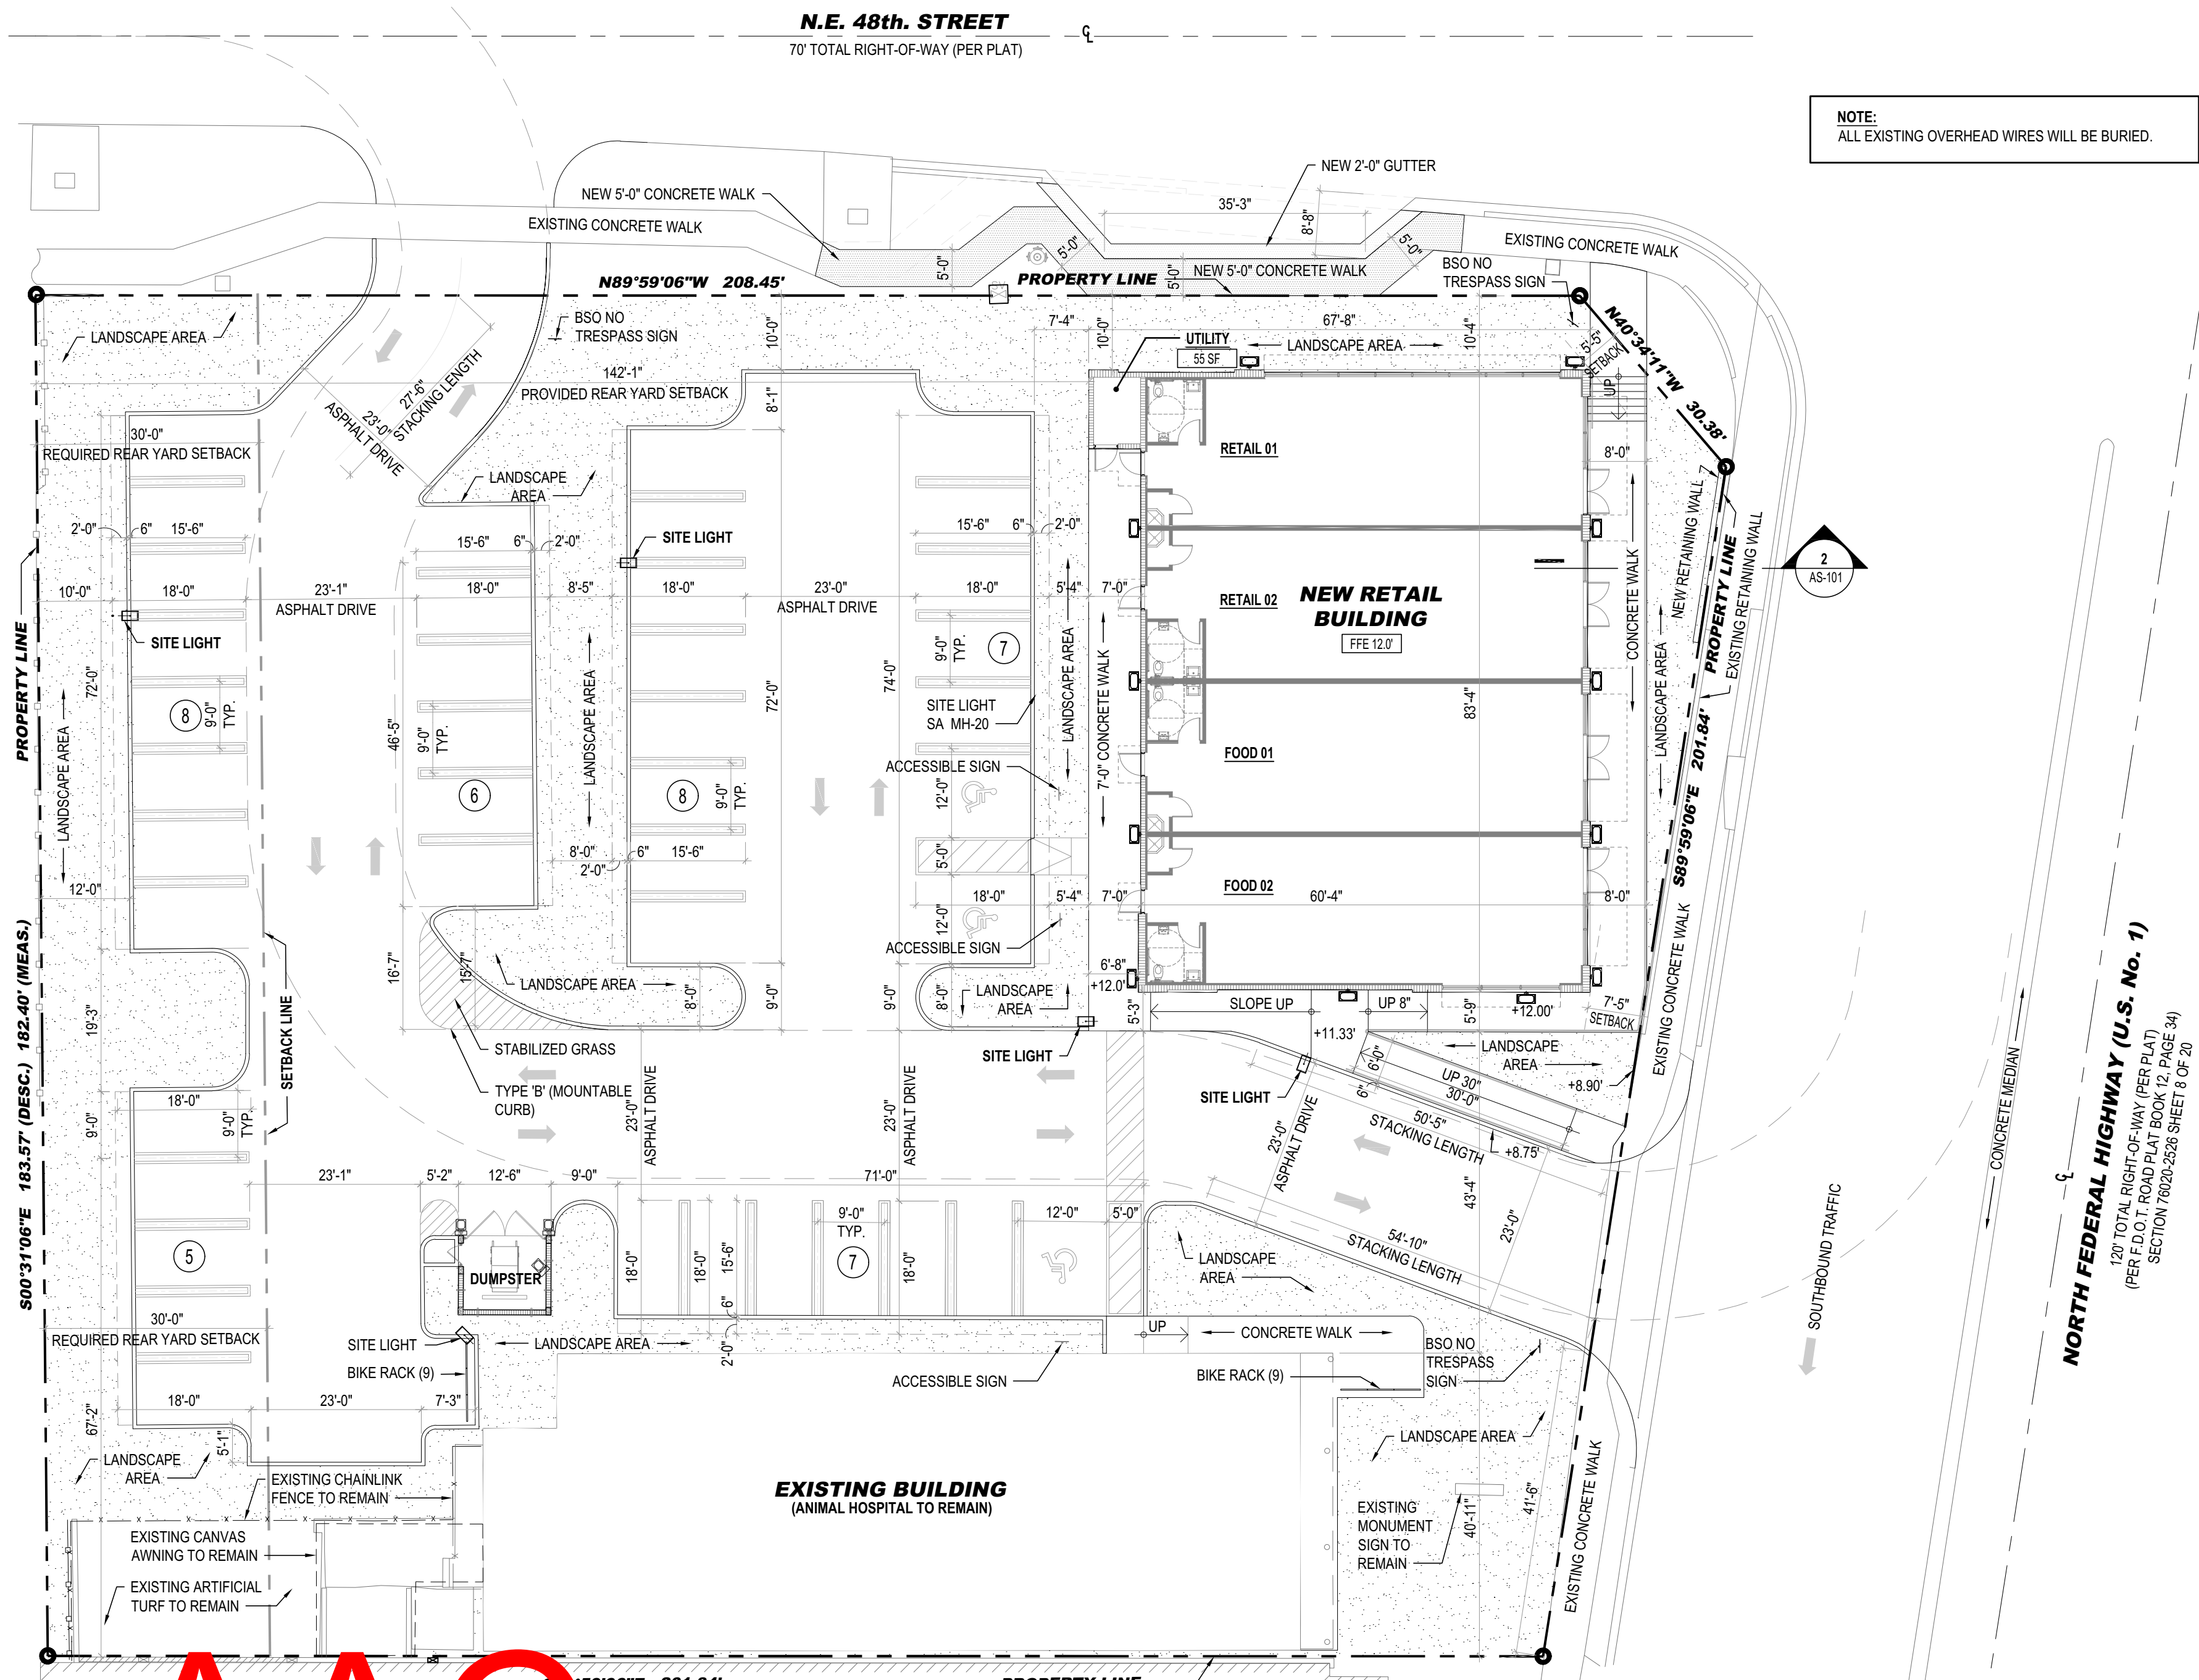 N.E. 48th. STREET
70' TOTAL RIGHT-OF-WAY (PER PLAT)
NOTE:
ALL EXISTING OVERHEAD WIRES WILL BE BURIED.
NEW 2'-0" GUTTER
NEW 5'-0" CONCRETE WALK
35'-3"
8'-8"
EXISTING CONCRETE WALK
EXISTING CONCRETE WALK
5'-0"
5'-0"
5'-0"
5'-0"
NEW 5'-0" CONCRETE WALK
BSO NO
TRESPASS SIGN
N89°59'06"W 208.45'
PROPERTY LINE
N40°34'11"W 30.38'
LANDSCAPE AREA
BSO NO
TRESPASS SIGN
10'-0"
7'-4"
10'-0"
67'-8"
10'-4"
5'-5"
SETBACK
UTILITY
55 SF
LANDSCAPE AREA
UP
27'-6"
STACKING LENGTH
23'-0"
ASPHALT DRIVE
142'-1"
PROVIDED REAR YARD SETBACK
8'-1"
30'-0"
REQUIRED REAR YARD SETBACK
RETAIL 01
8'-0"
LANDSCAPE
AREA
2'-0"
6"
15'-6"
15'-6"
6"
2'-0"
SITE LIGHT
15'-6"
6"
2'-0"
NEW RETAINING WALL
PROPERTY LINE
EXISTING RETAINING WALL
2
AS-101
CONCRETE WALK
10'-0"
18'-0"
23'-1"
ASPHALT DRIVE
18'-0"
8'-5"
18'-0"
23'-0"
ASPHALT DRIVE
18'-0"
5'-4"
7'-0"
RETAIL 02
NEW RETAIL
BUILDING
FFE 12.0'
PROPERTY LINE
SITE LIGHT
9'-0"
TYP.
7
LANDSCAPE AREA
72'-0"
LANDSCAPE AREA
8
9'-0"
TYP.
46'-5"
9'-0"
TYP.
6
LANDSCAPE AREA
8
9'-0"
TYP.
72'-0"
74'-0"
SITE LIGHT
SA MH-20
7'-0" CONCRETE WALK
83'-4"
LANDSCAPE AREA
S89°59'06"E 201.84'
FOOD 01
ACCESSIBLE SIGN
12'-0"
5'-0"
8'-0"
6"
15'-6"
2'-0"
12'-0"
18'-0"
5'-4"
7'-0"
FOOD 02
60'-4"
8'-0"
12'-0"
ACCESSIBLE SIGN
S00°31'06"E 183.57' (DESC.) 182.40' (MEAS.)
19'-3"
SETBACK LINE
16'-7"
15'-7"
LANDSCAPE AREA
8'-0"
9'-0"
9'-0"
8'-0"
LANDSCAPE
AREA
6'-8"
+12.0'
5'-3"
SLOPE UP
UP 8"
5'-9"
+12.00'
7'-5"
SETBACK
EXISTING CONCRETE WALK
+11.33'
STABILIZED GRASS
SITE LIGHT
6'-0"
LANDSCAPE
AREA
+8.90'
TYPE 'B' (MOUNTABLE
CURB)
UP 30"
30'-0"
6"
SITE LIGHT
50'-5"
STACKING LENGTH
+8.75'
9'-0"
18'-0"
9'-0"
TYP.
23'-0"
ASPHALT DRIVE
23'-0"
ASPHALT DRIVE
23'-0"
ASPHALT DRIVE
23'-1"
5'-2"
12'-6"
9'-0"
71'-0"
43'-4"
9'-0"
TYP.
7
12'-0"
5'-0"
23'-0"
5
18'-0"
18'-0"
15'-6"
6"
18'-0"
DUMPSTER
LANDSCAPE
AREA
54'-10"
STACKING LENGTH
SOUTHBOUND TRAFFIC
CONCRETE MEDIAN
NORTH FEDERAL HIGHWAY (U.S. No. 1)
120' TOTAL RIGHT-OF-WAY (PER PLAT)
(PER F.D.O.T. ROAD PLAT BOOK 12, PAGE 34)
SECTION 76020-2526 SHEET 8 OF 20
30'-0"
REQUIRED REAR YARD SETBACK
SITE LIGHT
BIKE RACK (9)
LANDSCAPE AREA
2'-0"
UP
CONCRETE WALK
BSO NO
TRESPASS
SIGN
ACCESSIBLE SIGN
BIKE RACK (9)
18'-0"
23'-0"
7'-3"
67'-2"
5'-1"
LANDSCAPE
AREA
LANDSCAPE AREA
EXISTING CHAINLINK
FENCE TO REMAIN
EXISTING BUILDING
(ANIMAL HOSPITAL TO REMAIN)
EXISTING
MONUMENT
SIGN TO
REMAIN
40'-11"
41'-6"
EXISTING CONCRETE WALK
EXISTING CANVAS
AWNING TO REMAIN
EXISTING ARTIFICIAL
TURF TO REMAIN
PROPERTY LINE